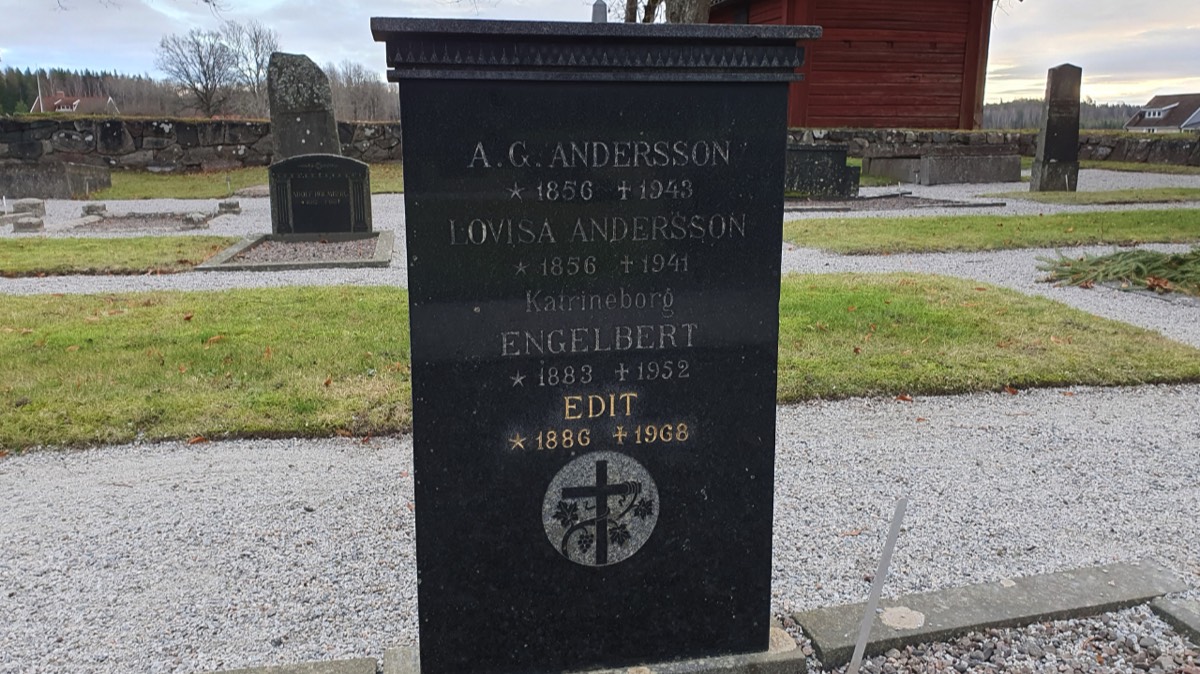 A. G. ANDERSSON
* 1856 ✝ 1943
LOVISA ANDERSSON
* 1856 ✝ 1941
Katrineborg
ENGELBERT
* 1883 ✝ 1952
EDIT
* 1886 ✝ 1968